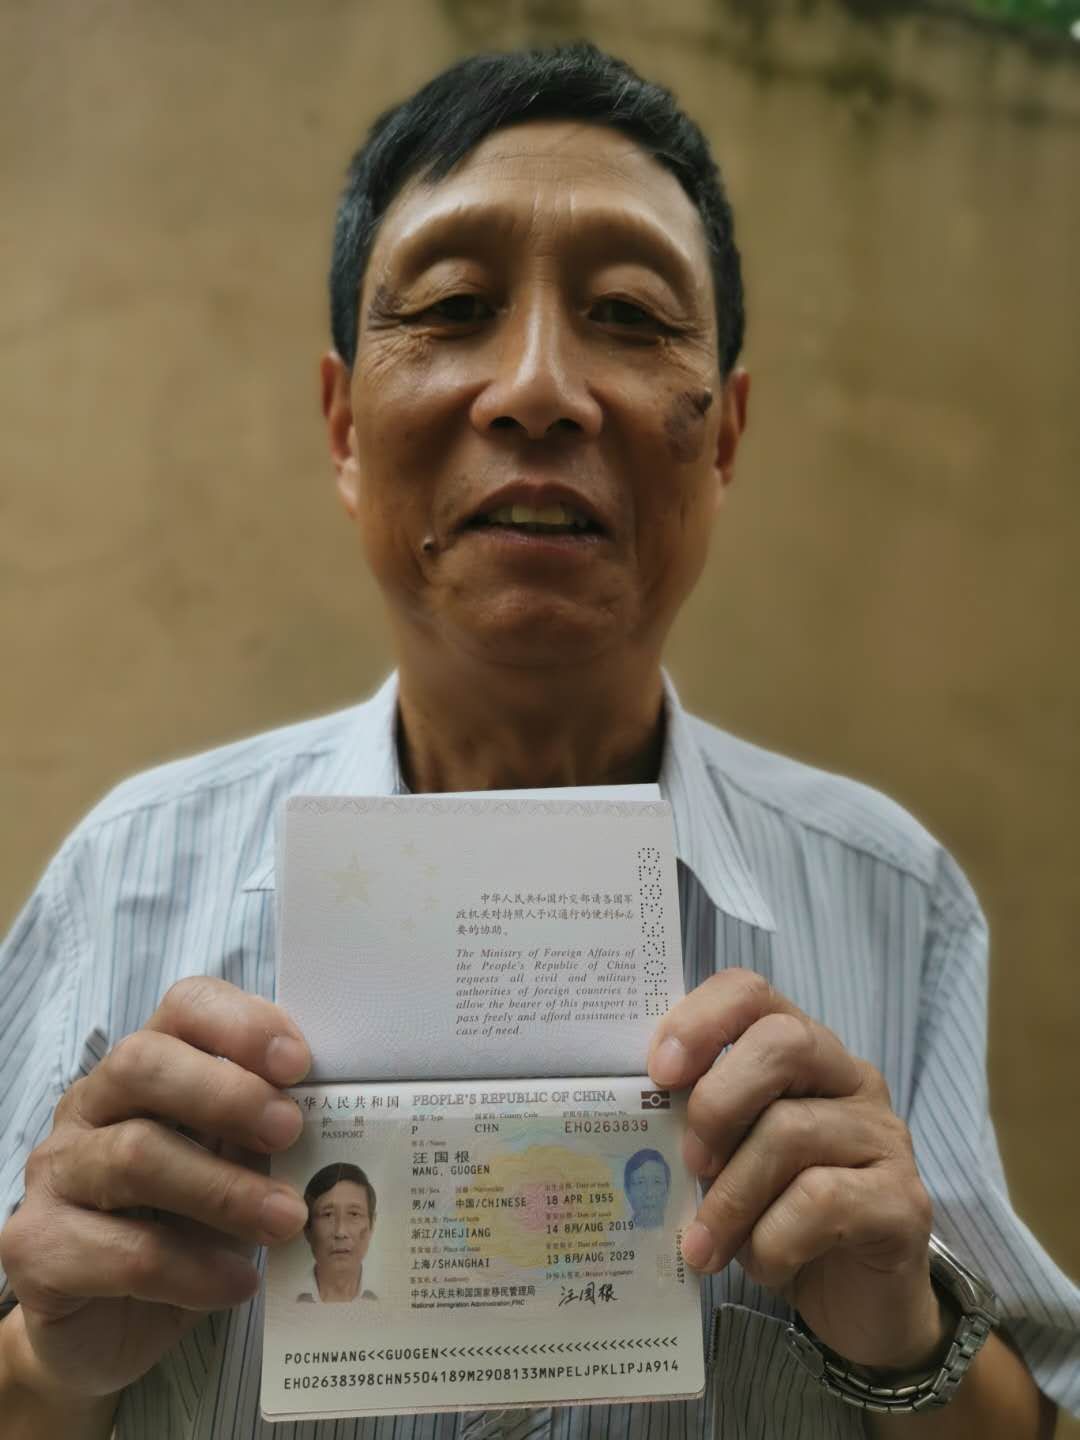 中华人民共和国外交部请各国军
政机关对持照人予以通行的便利和必
要的协助。
The Ministry of Foreign Affairs of
the People's Republic of China
requests all civil and military
authorities of foreign countries to
allow the bearer of this passport to
pass freely and afford assistance in
case of need.
EH0263839
中华人民共和国 PEOPLE'S REPUBLIC OF CHINA
护 照
PASSPORT
类型/Type 国家码/Country Code 护照号码/Passport No.
P CHN EH0263839
姓名/Name
汪国根
WANG, GUOGEN
性别/Sex 国籍/Nationality 出生日期/Date of birth
男/M 中国/CHINESE 18 APR 1955
出生地点/Place of birth 签发日期/Date of issue
浙江/ZHEJIANG 14 8月/AUG 2019
签发地点/Place of issue 有效期至/Date of expiry
上海/SHANGHAI 13 8月/AUG 2029
签发机关/Authority 持照人签名/Bearer's signature
中华人民共和国国家移民管理局
National Immigration Administration, PRC
汪国根
POCHNWANG<<GUOGEN<<<<<<<<<<<<<<<<<<<<<<<<<<<
EH02638398CHN5504189M2908133MNPELJPKLIPJA914